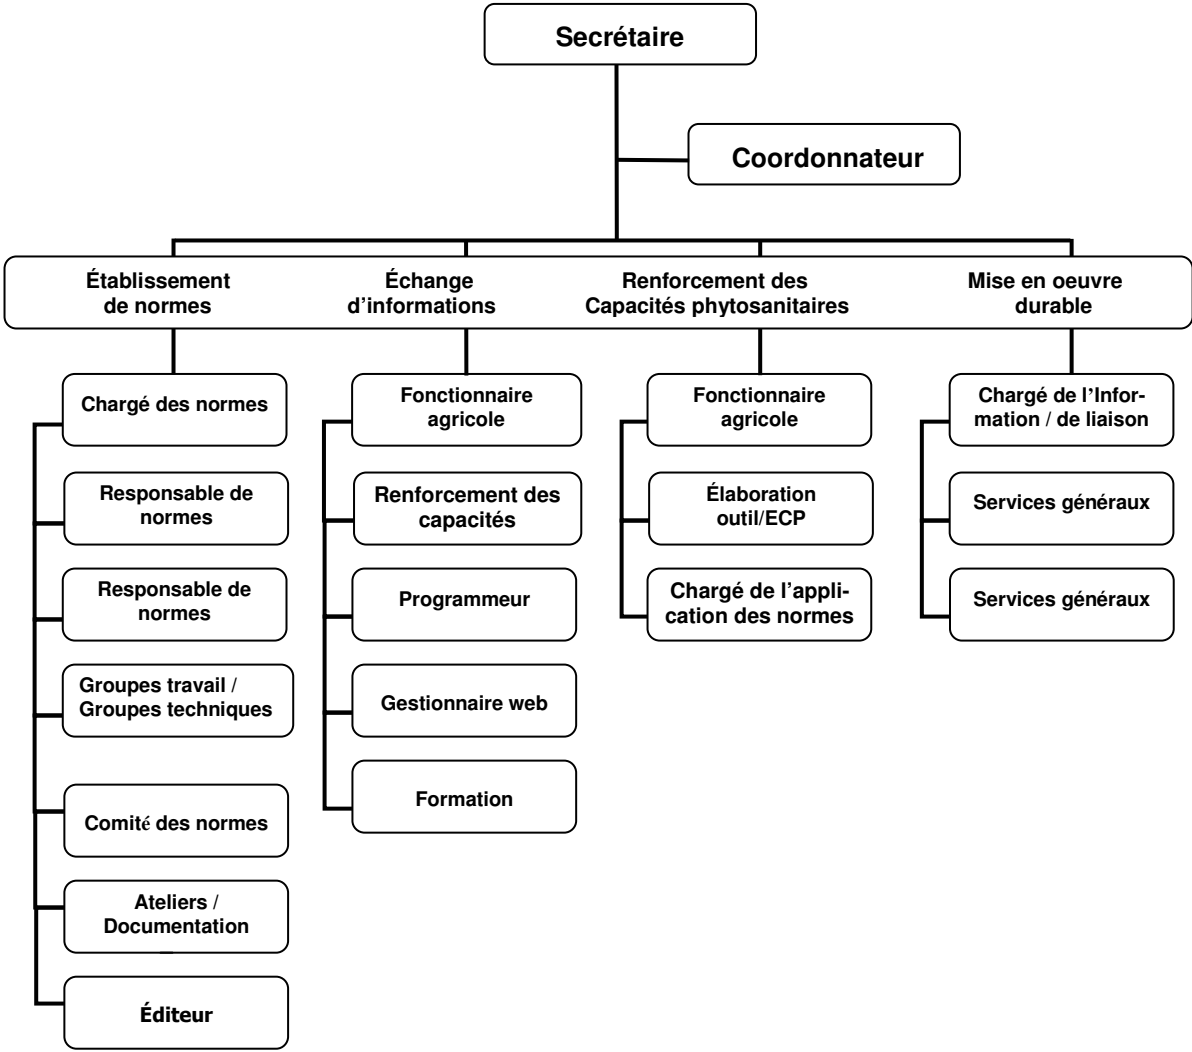 Secrétaire
Coordonnateur
Établissement
de normes
Échange
d'informations
Renforcement des
Capacités phytosanitaires
Mise en oeuvre
durable
Chargé des normes
Responsable de
normes
Responsable de
normes
Groupes travail /
Groupes techniques
Comité des normes
Ateliers /
Documentation
Éditeur
Fonctionnaire
agricole
Renforcement des
capacités
Programmeur
Gestionnaire web
Formation
Fonctionnaire
agricole
Élaboration
outil/ECP
Chargé de l'appli-
cation des normes
Chargé de l'Infor-
mation / de liaison
Services généraux
Services généraux